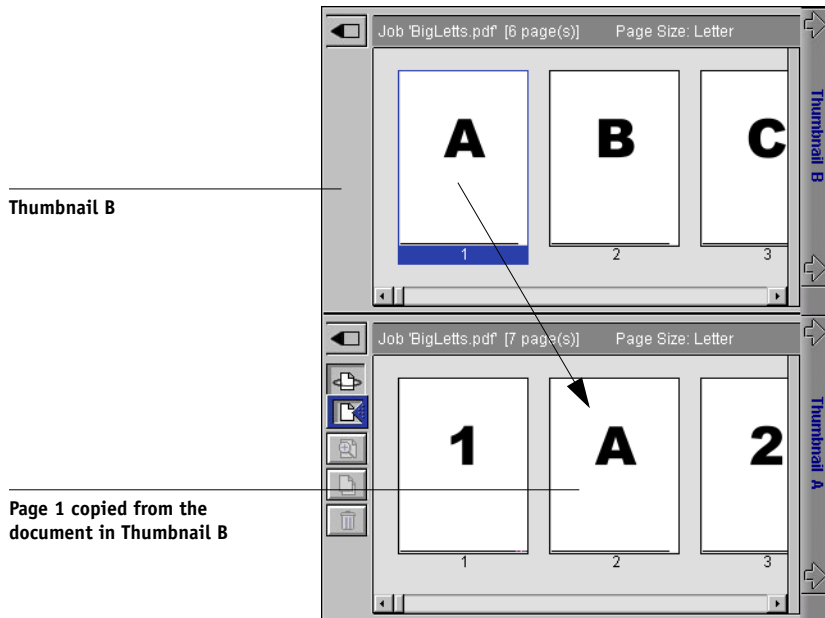 Job 'BigLetts.pdf' [6 page(s)] Page Size: Letter
A B C
1 2 3
Thumbnail B
Thumbnail B
Job 'BigLetts.pdf' [7 page(s)] Page Size: Letter
1 A 2
1 2 3
Thumbnail A
Page 1 copied from the
document in Thumbnail B